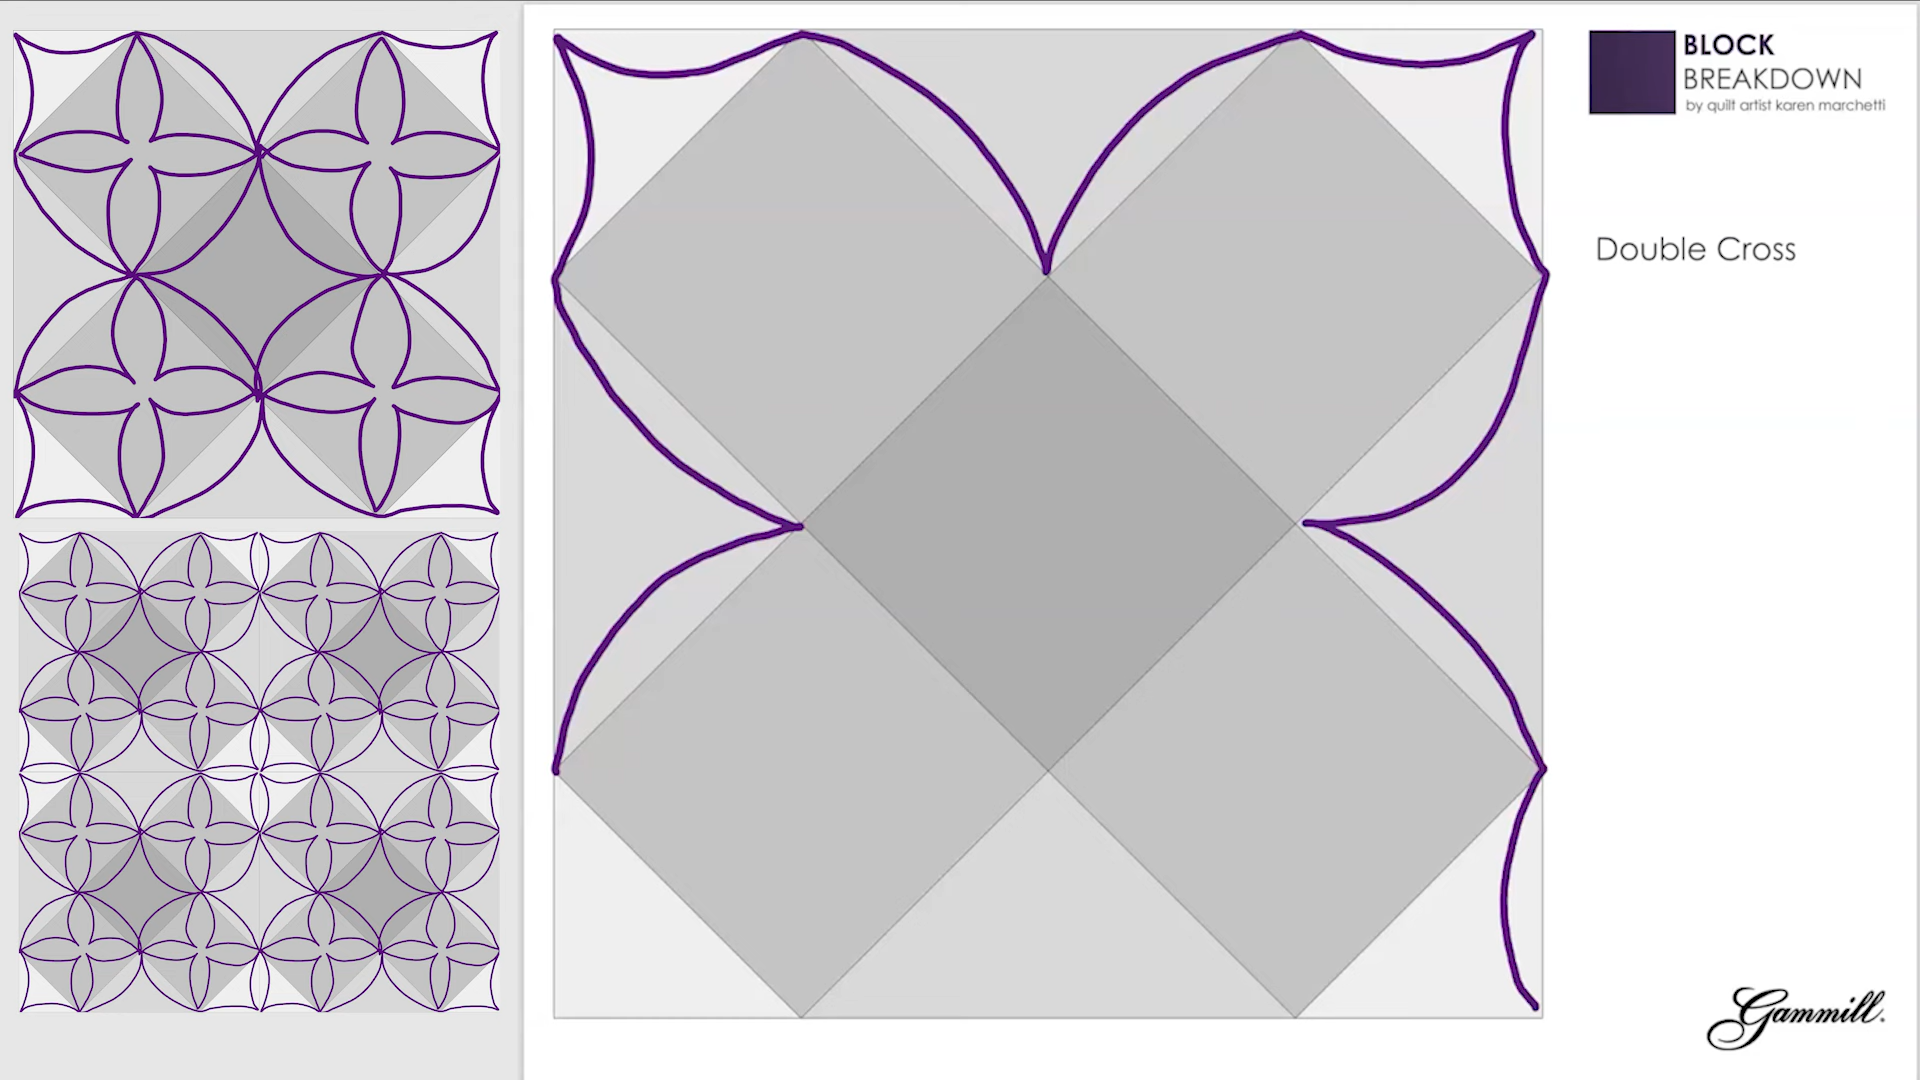 BLOCK
BREAKDOWN
by quilt artist karen marchetti
Double Cross
Gammill.